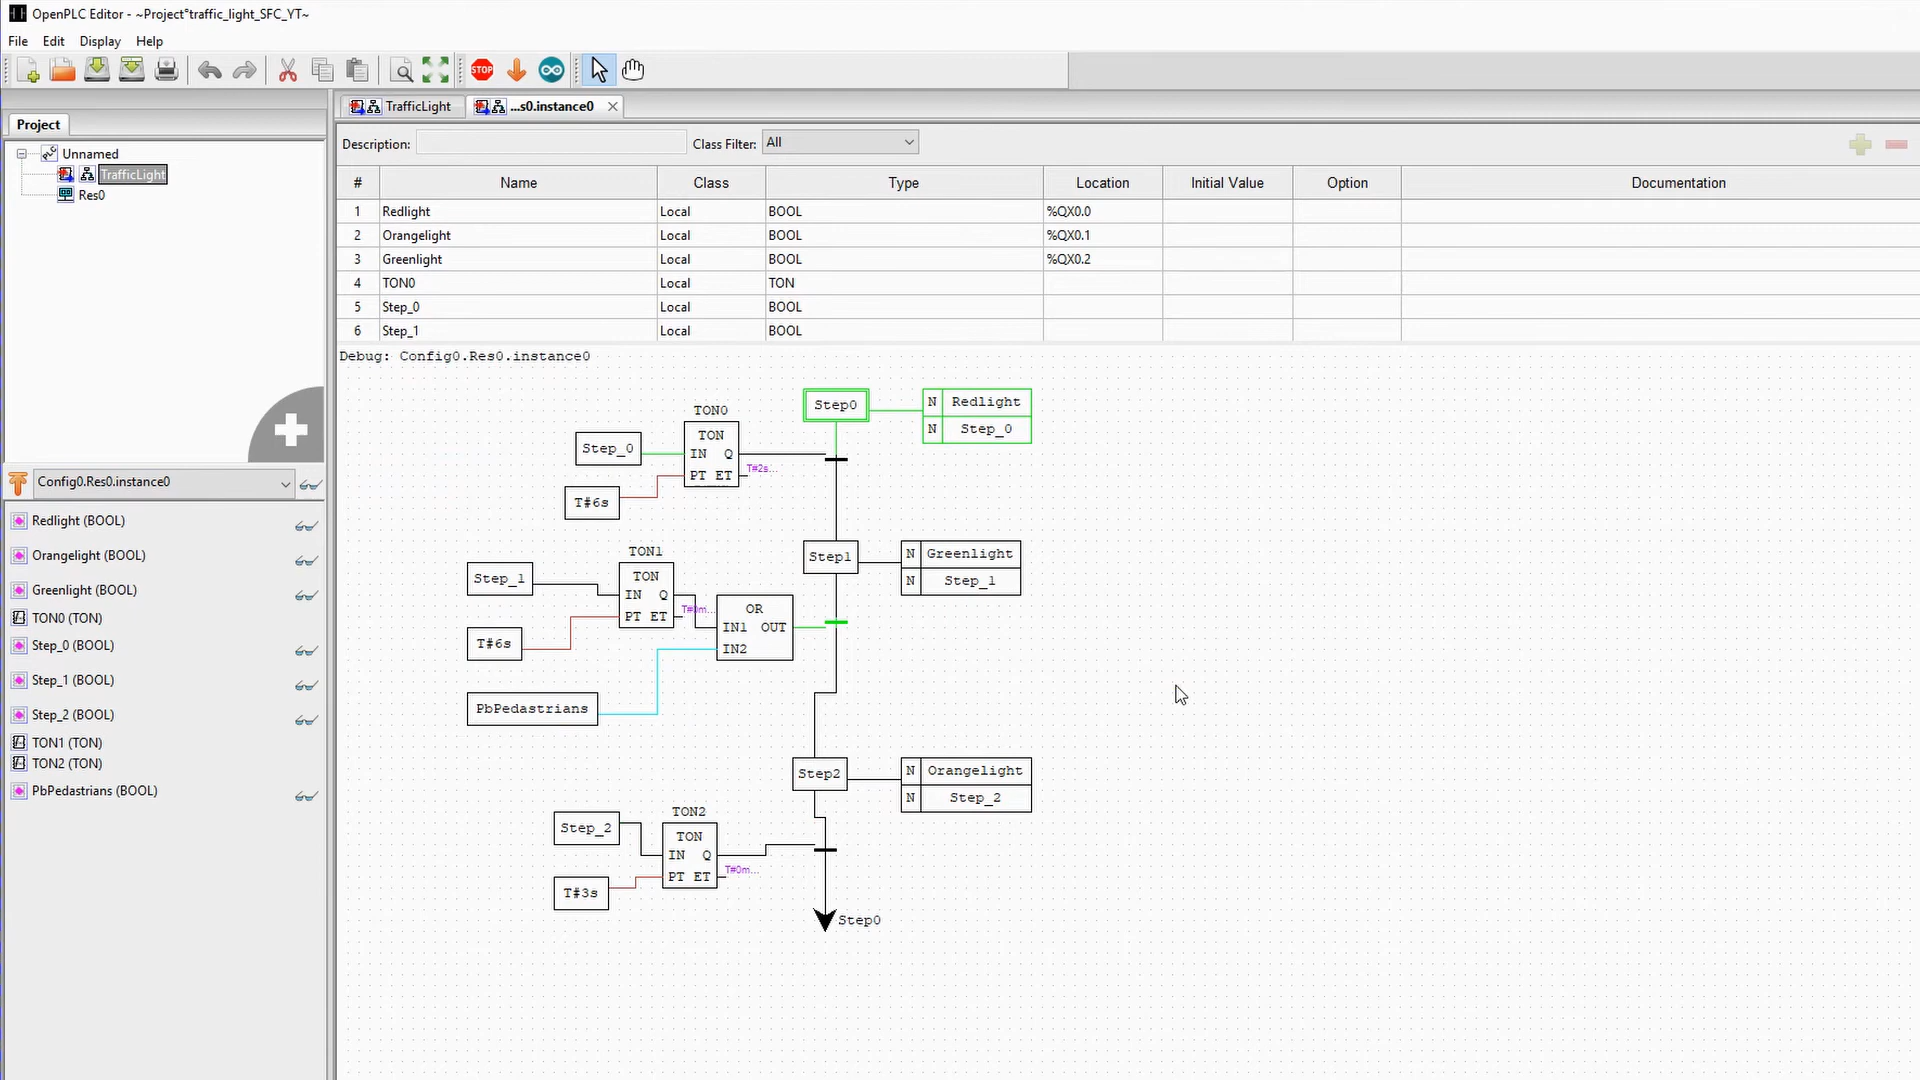 OpenPLC Editor - ~Project°traffic_light_SFC_YT~
File Edit Display Help
STOP
Project
Unnamed
TrafficLight
Res0
Config0.Res0.instance0
Redlight (BOOL)
Orangelight (BOOL)
Greenlight (BOOL)
TON0 (TON)
Step_0 (BOOL)
Step_1 (BOOL)
Step_2 (BOOL)
TON1 (TON)
TON2 (TON)
PbPedastrians (BOOL)
TrafficLight ...s0.instance0
Description: Class Filter: All
# Name Class Type Location Initial Value Option Documentation
1 Redlight Local BOOL %QX0.0
2 Orangelight Local BOOL %QX0.1
3 Greenlight Local BOOL %QX0.2
4 TON0 Local TON
5 Step_0 Local BOOL
6 Step_1 Local BOOL
Debug: Config0.Res0.instance0
Step0 N Redlight
N Step_0
TON0
TON
Step_0 IN Q
PT ET T#2s...
T#6s
TON1
Step1 N Greenlight
N Step_1
TON
Step_1 IN Q
PT ET T#0m...
T#6s
OR
IN1 OUT
IN2
PbPedastrians
Step2 N Orangelight
N Step_2
TON2
TON
Step_2 IN Q
PT ET T#0m...
T#3s
Step0